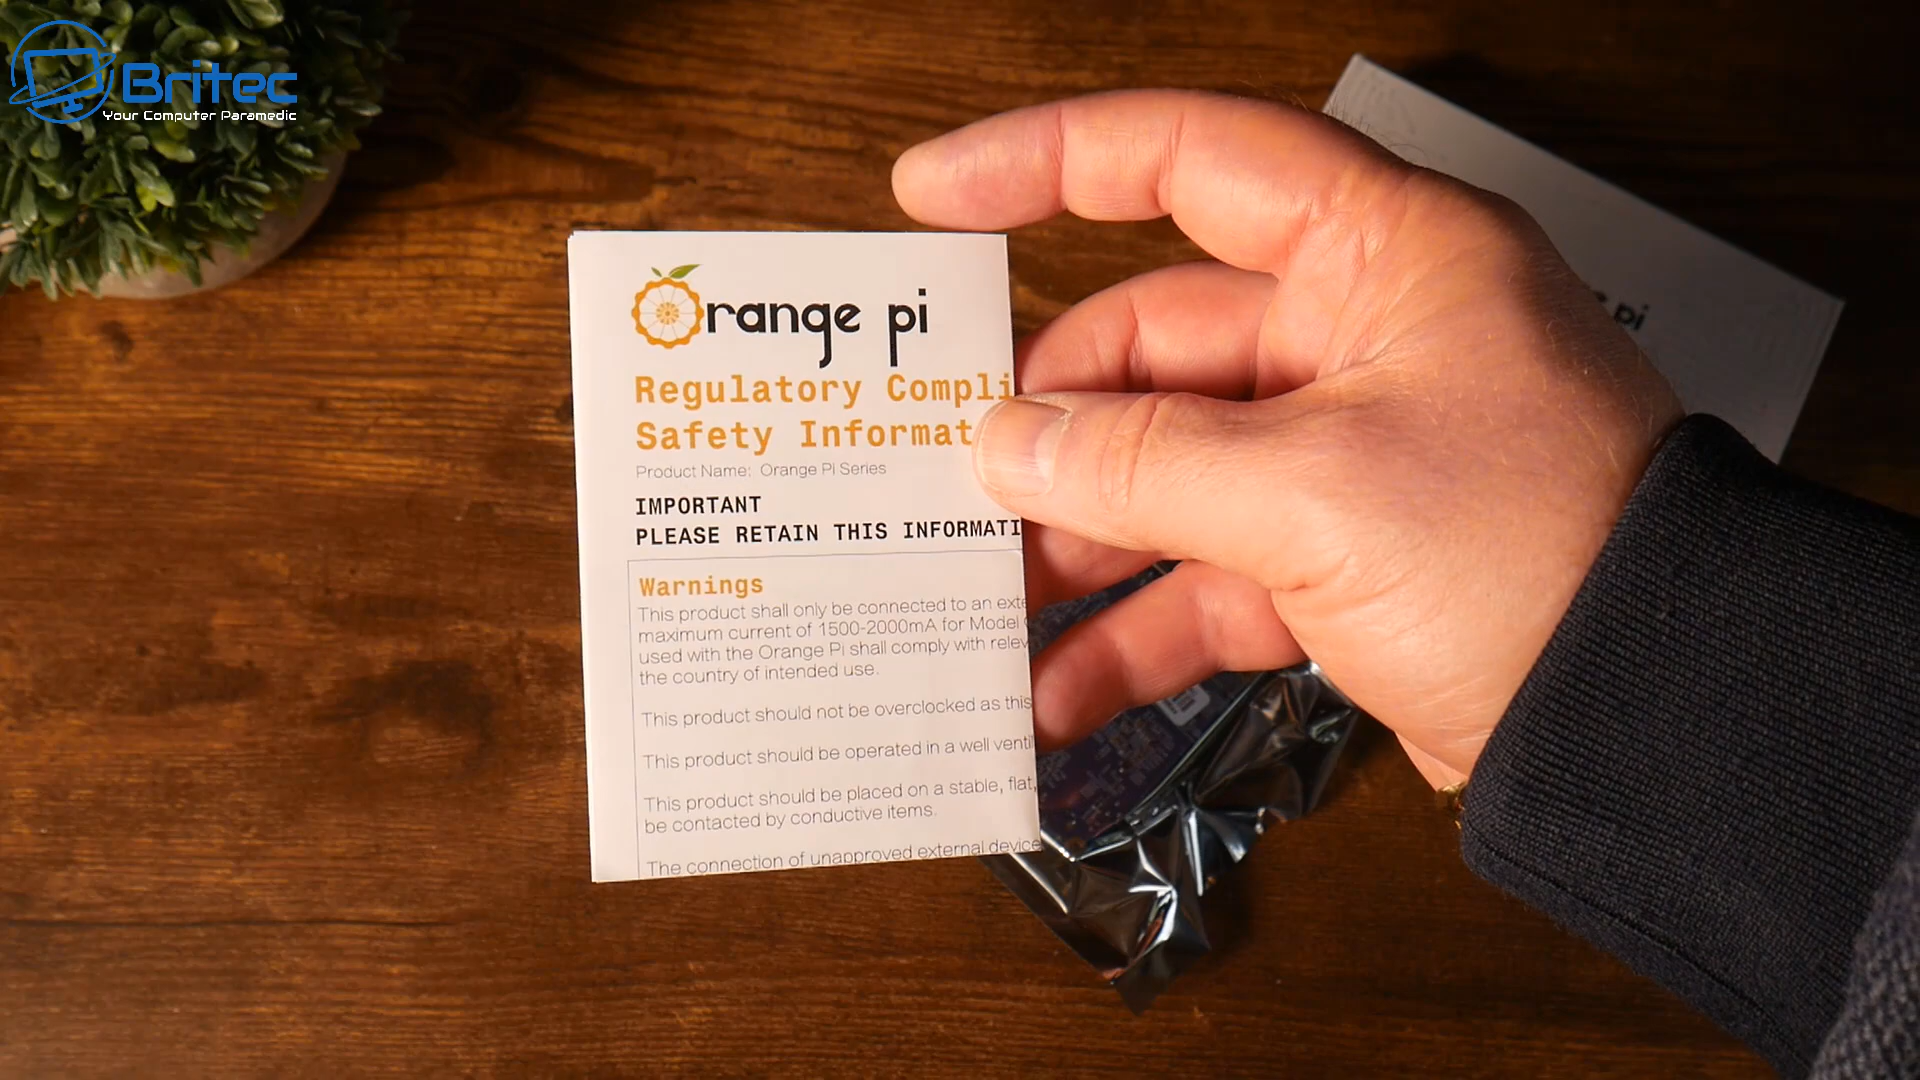 Britec
Your Computer Paramedic
Orange pi
Regulatory Compli
Safety Informat
Product Name: Orange Pi Series
IMPORTANT
PLEASE RETAIN THIS INFORMATI
Warnings
This product shall only be connected to an exte
maximum current of 1500-2000mA for Model
used with the Orange Pi shall comply with relev
the country of intended use.
This product should not be overclocked as this
This product should be operated in a well venti
This product should be placed on a stable, flat,
be contacted by conductive items.
The connection of unapproved external device
pi